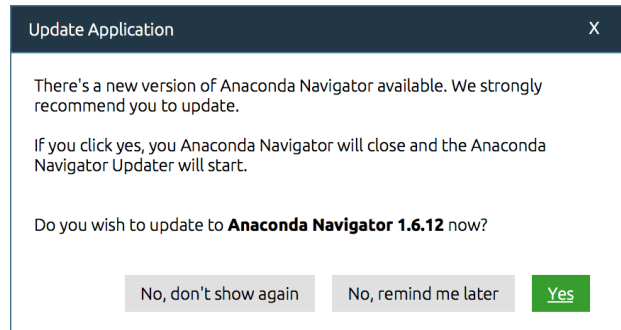 Update Application X
There's a new version of Anaconda Navigator available. We strongly
recommend you to update.
If you click yes, you Anaconda Navigator will close and the Anaconda
Navigator Updater will start.
Do you wish to update to Anaconda Navigator 1.6.12 now?
No, don't show again No, remind me later Yes